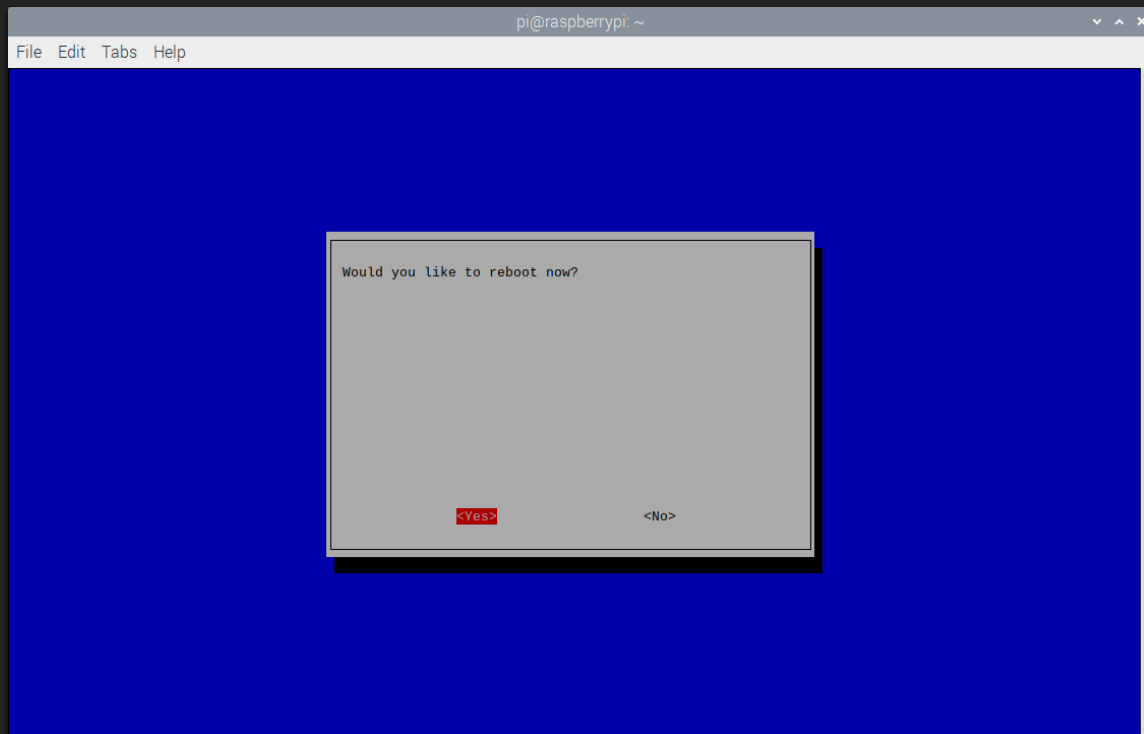 pi@raspberrypi: ~
File Edit Tabs Help
Would you like to reboot now?
<Yes> <No>